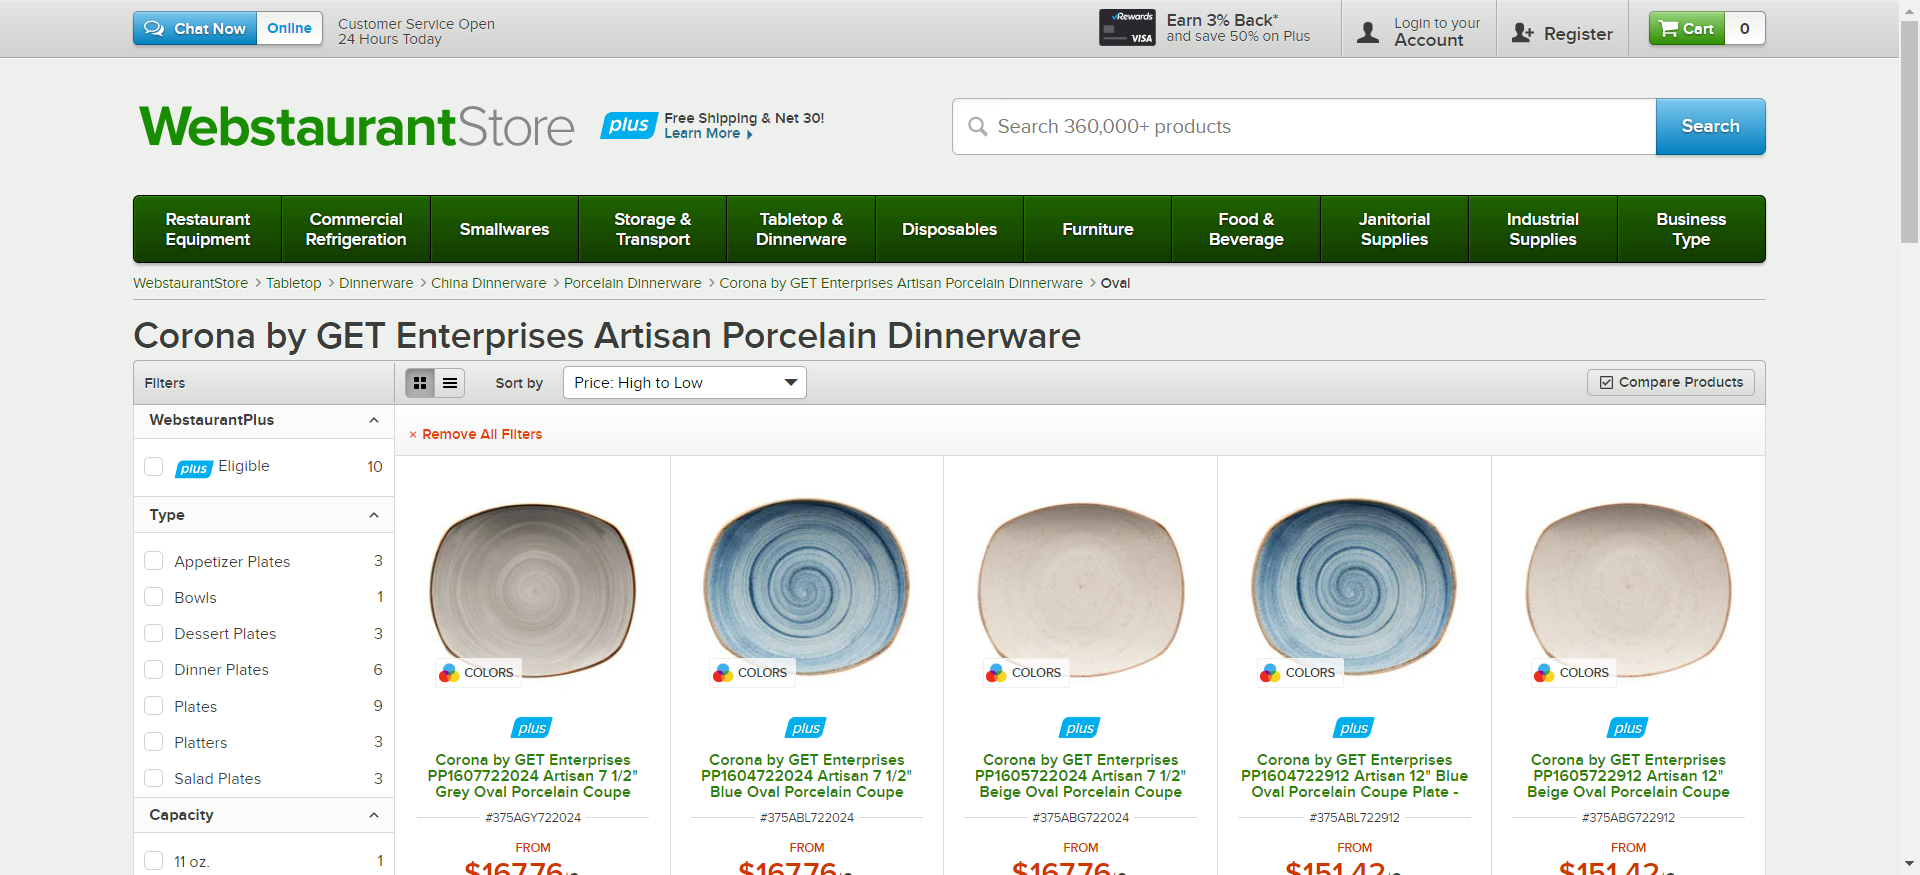 Chat Now Online
Customer Service Open
24 Hours Today
Rewards
VISA
Earn 3% Back*
and save 50% on Plus
Login to your
Account
Register
Cart 0
WebstaurantStore
plus
Free Shipping & Net 30!
Learn More
Search 360,000+ products
Search
Restaurant
Equipment
Commercial
Refrigeration
Smallwares
Storage &
Transport
Tabletop &
Dinnerware
Disposables
Furniture
Food &
Beverage
Janitorial
Supplies
Industrial
Supplies
Business
Type
WebstaurantStore > Tabletop > Dinnerware > China Dinnerware > Porcelain Dinnerware > Corona by GET Enterprises Artisan Porcelain Dinnerware > Oval
Corona by GET Enterprises Artisan Porcelain Dinnerware
Filters
Sort by
Price: High to Low
Compare Products
WebstaurantPlus
plus Eligible 10
Type
Appetizer Plates 3
Bowls 1
Dessert Plates 3
Dinner Plates 6
Plates 9
Platters 3
Salad Plates 3
Capacity
11 oz. 1
× Remove All Filters
COLORS
plus
Corona by GET Enterprises
PP1607722024 Artisan 7 1/2"
Grey Oval Porcelain Coupe
#375AGY722024
FROM
$167.76
COLORS
plus
Corona by GET Enterprises
PP1604722024 Artisan 7 1/2"
Blue Oval Porcelain Coupe
#375ABL722024
FROM
$167.76
COLORS
plus
Corona by GET Enterprises
PP1605722024 Artisan 7 1/2"
Beige Oval Porcelain Coupe
#375ABG722024
FROM
$167.76
COLORS
plus
Corona by GET Enterprises
PP1604722912 Artisan 12" Blue
Oval Porcelain Coupe Plate -
#375ABL722912
FROM
$151.42
COLORS
plus
Corona by GET Enterprises
PP1605722912 Artisan 12"
Beige Oval Porcelain Coupe
#375ABG722912
FROM
$151.42